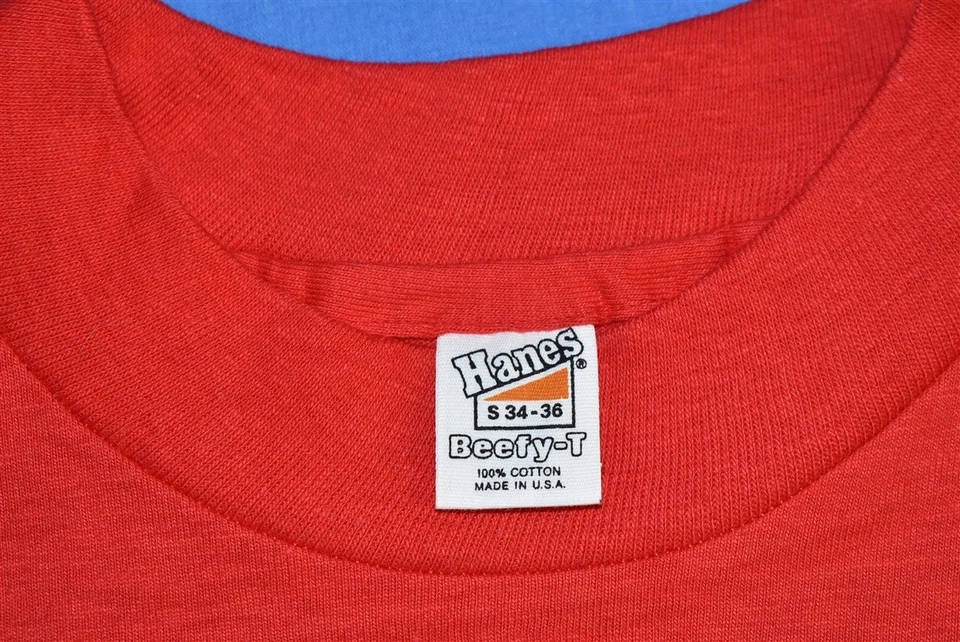 Hanes®
S 34-36
Beefy-T
100% COTTON
MADE IN U.S.A.